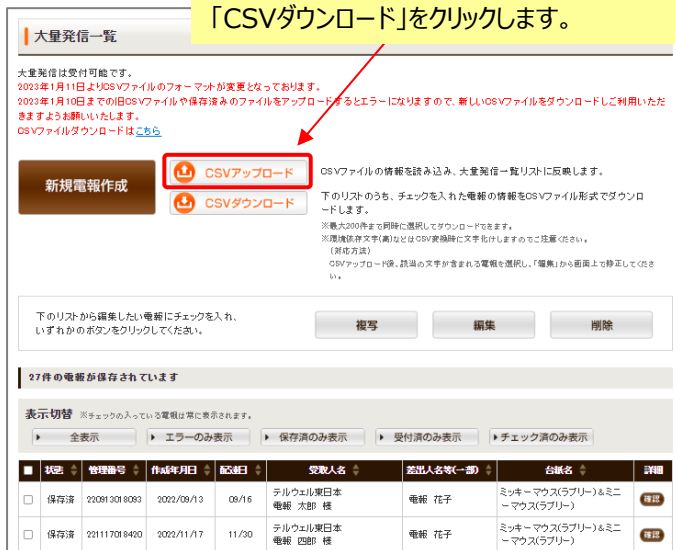 「CSVダウンロード」をクリックします。
大量発信一覧
大量発信は受付可能です。
2023年1月11日よりCSVファイルのフォーマットが変更となっております。
2023年1月10日までの旧CSVファイルや保存済みのファイルをアップロードするとエラーになりますので、新しいCSVファイルをダウンロードしご利用いただ
きますようお願いいたします。
CSVファイルダウンロードはこちら
新規電報作成
CSVアップロード
CSVファイルの情報を読み込み、大量発信一覧リストに反映します。
CSVダウンロード
下のリストのうち、チェックを入れた電報の情報をCSVファイル形式でダウンロ
ードします。
※最大200件まで同時に選択してダウンロードできます。
※環境依存文字(髙)などはCSV変換時に文字化けしますのでご注意ください。
(対応方法)
CSVアップロード後、該当の文字が含まれる電報を選択し、「編集」から画面上で修正してくださ
い。
下のリストから編集したい電報にチェックを入れ、
いずれかのボタンをクリックしてください。
複写 編集 削除
27件の電報が保存されています
表示切替 ※チェックの入っている電報は常に表示されます。
全表示 エラーのみ表示 保存済のみ表示 受付済のみ表示 チェック済のみ表示
状態 管理番号 作成年月日 配達日 受取人名 差出人名等(一部) 台紙名 詳細
保存済 220913018093 2022/09/13 09/16 テルウェル東日本 電報 花子 ミッキーマウス(ラブリー)&ミニ 確認
電報 太郎 様 ーマウス(ラブリー)
保存済 221117018420 2022/11/17 11/30 テルウェル東日本 電報 花子 ミッキーマウス(ラブリー)&ミニ 確認
電報 四郎 様 ーマウス(ラブリー)